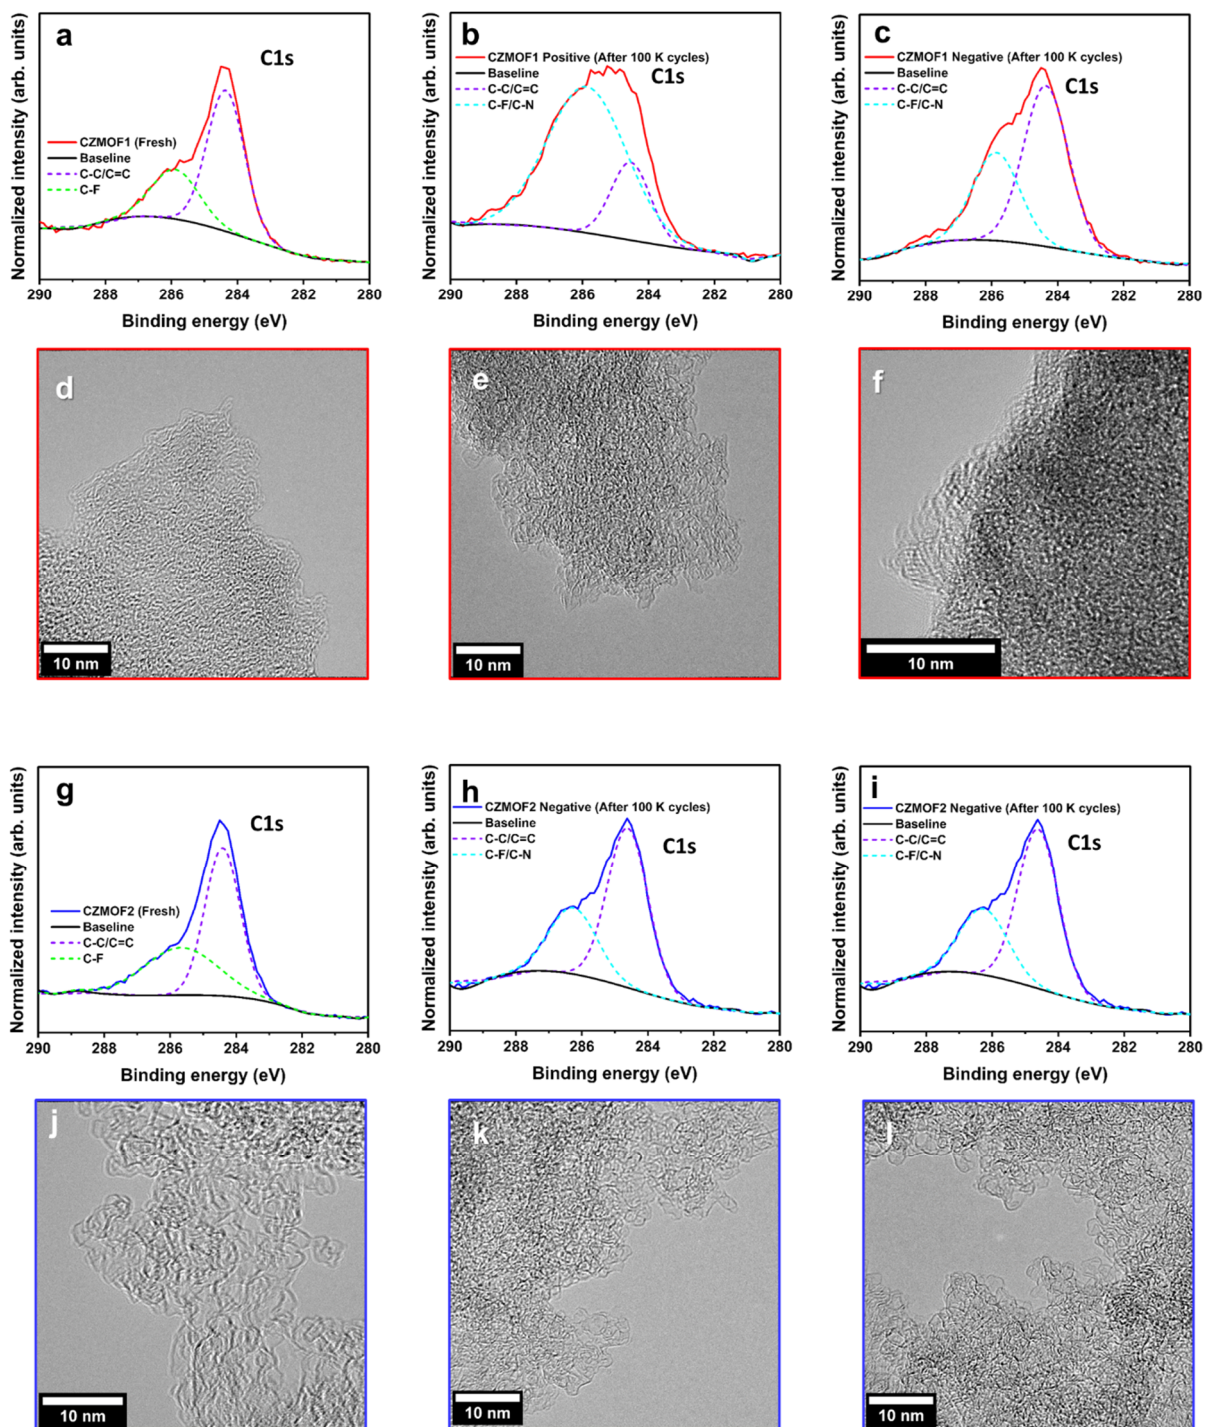 a
C1s
CZMOF1 (Fresh)
Baseline
C-C/C=C
C-F
Normalized intensity (arb. units)
290 288 286 284 282 280
Binding energy (eV)
b
CZMOF1 Positive (After 100 K cycles)
C1s
Baseline
C-C/C=C
C-F/C-N
Normalized intensity (arb. units)
290 288 286 284 282 280
Binding energy (eV)
c
CZMOF1 Negative (After 100 K cycles)
C1s
Baseline
C-C/C=C
C-F/C-N
Normalized intensity (arb. units)
290 288 286 284 282 280
Binding energy (eV)
d
10 nm
e
10 nm
f
10 nm
g
C1s
CZMOF2 (Fresh)
Baseline
C-C/C=C
C-F
Normalized intensity (arb. units)
290 288 286 284 282 280
Binding energy (eV)
h
CZMOF2 Negative (After 100 K cycles)
Baseline
C-C/C=C
C-F/C-N
C1s
Normalized intensity (arb. units)
290 288 286 284 282 280
Binding energy (eV)
i
CZMOF2 Negative (After 100 K cycles)
Baseline
C-C/C=C
C-F/C-N
C1s
Normalized intensity (arb. units)
290 288 286 284 282 280
Binding energy (eV)
j
10 nm
k
10 nm
l
10 nm